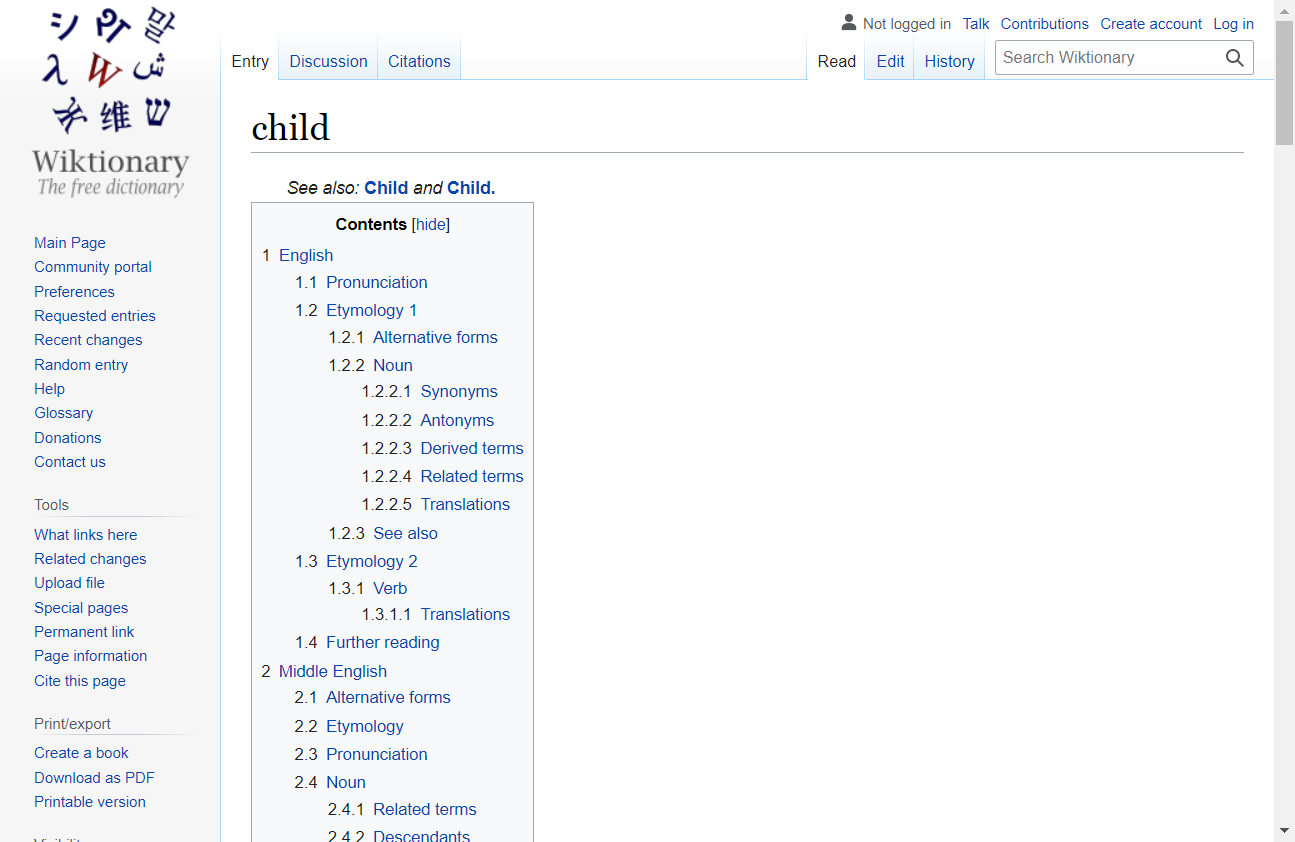 Not logged in Talk Contributions Create account Log in
Entry Discussion Citations Read Edit History Search Wiktionary
シ 말
λ W ش
维 ש
Wiktionary
The free dictionary
Main Page
Community portal
Preferences
Requested entries
Recent changes
Random entry
Help
Glossary
Donations
Contact us
Tools
What links here
Related changes
Upload file
Special pages
Permanent link
Page information
Cite this page
Print/export
Create a book
Download as PDF
Printable version
child
See also: Child and Child.
Contents [hide]
1 English
1.1 Pronunciation
1.2 Etymology 1
1.2.1 Alternative forms
1.2.2 Noun
1.2.2.1 Synonyms
1.2.2.2 Antonyms
1.2.2.3 Derived terms
1.2.2.4 Related terms
1.2.2.5 Translations
1.2.3 See also
1.3 Etymology 2
1.3.1 Verb
1.3.1.1 Translations
1.4 Further reading
2 Middle English
2.1 Alternative forms
2.2 Etymology
2.3 Pronunciation
2.4 Noun
2.4.1 Related terms
2.4.2 Descendants